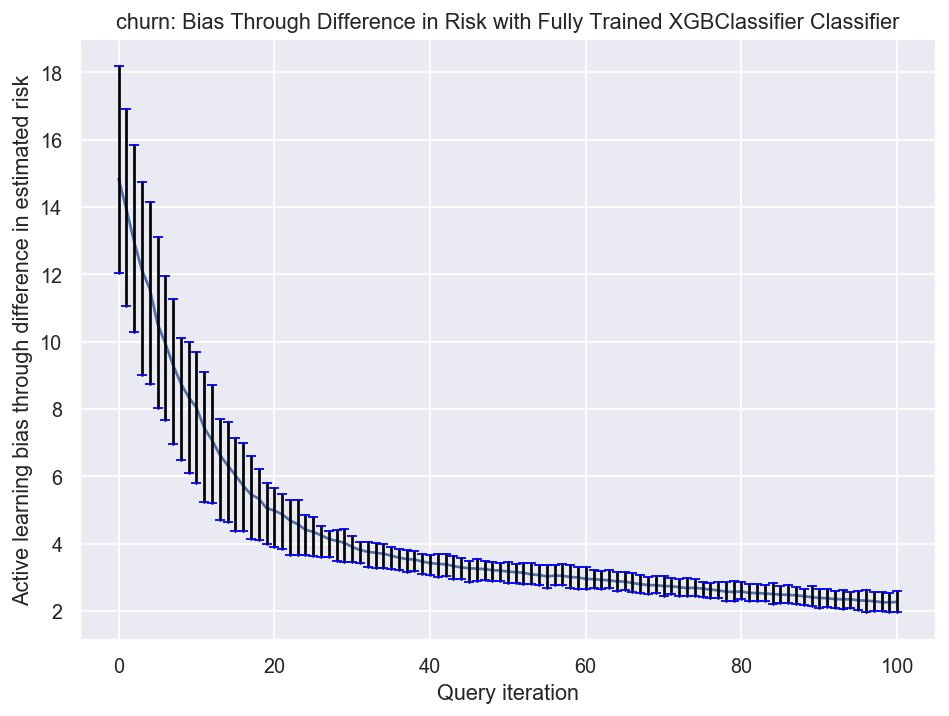 churn: Bias Through Difference in Risk with Fully Trained XGBClassifier Classifier
Active learning bias through difference in estimated risk
18
16
14
12
10
8
6
4
2
0 20 40 60 80 100
Query iteration